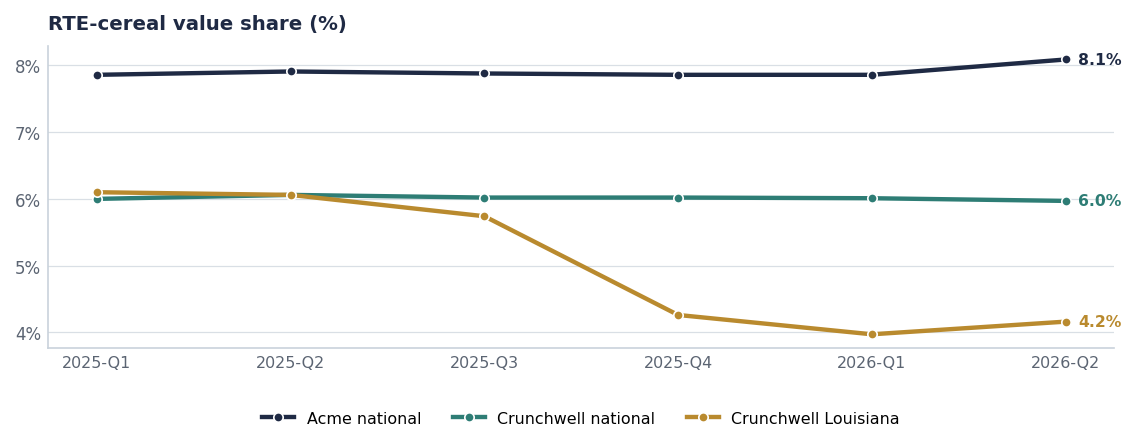 RTE-cereal value share (%)
8%
7%
6%
5%
4%
8.1%
6.0%
4.2%
2025-Q1 2025-Q2 2025-Q3 2025-Q4 2026-Q1 2026-Q2
Acme national Crunchwell national Crunchwell Louisiana